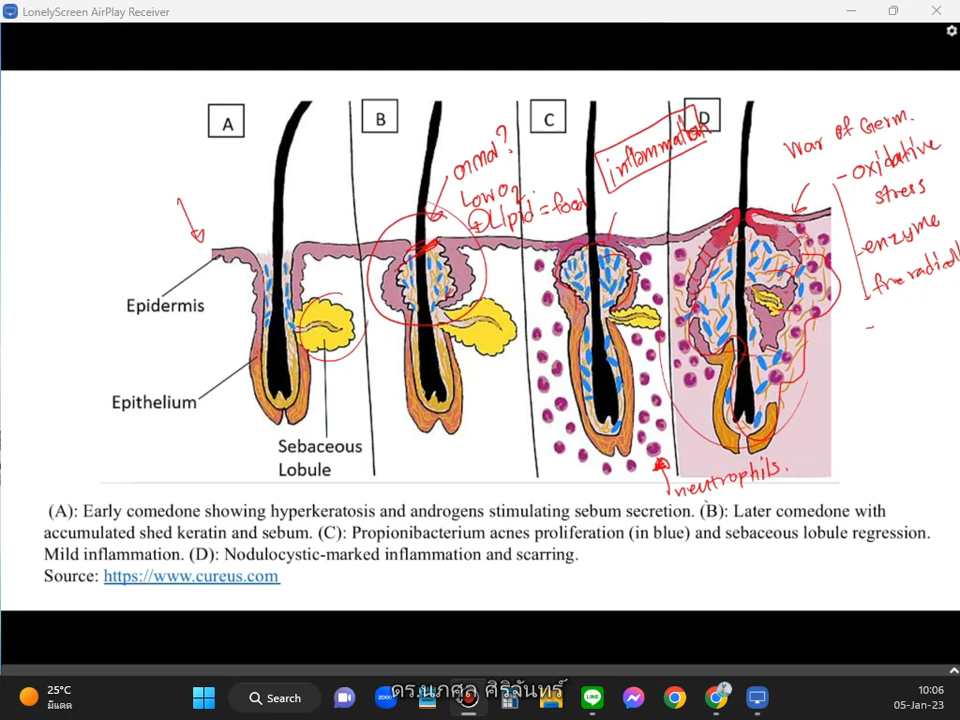 LonelyScreen AirPlay Receiver
A
B
C
D
normal?
Low O2
Lipid = food
inflammation
War of Germ.
- oxidative
stress
- enzyme
- free radical
Epidermis
Epithelium
Sebaceous
Lobule
neutrophils.
(A): Early comedone showing hyperkeratosis and androgens stimulating sebum secretion. (B): Later comedone with
accumulated shed keratin and sebum. (C): Propionibacterium acnes proliferation (in blue) and sebaceous lobule regression.
Mild inflammation. (D): Nodulocystic-marked inflammation and scarring.
Source: https://www.cureus.com
25°C
มีแดด
Search
zoom
ดร.นภศูล ศิริจันทร์
10:06
05-Jan-23